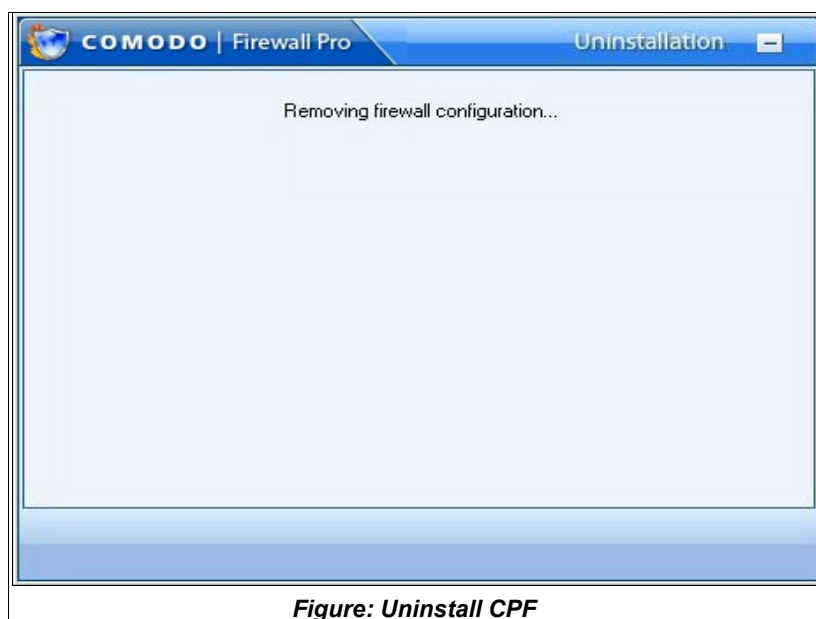 COMODO | Firewall Pro
Uninstallation
Removing firewall configuration...
Figure: Uninstall CPF